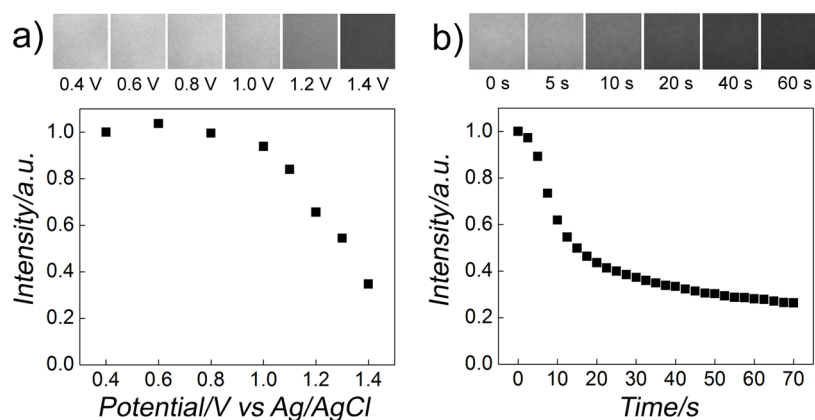 a)
0.4 V 0.6 V 0.8 V 1.0 V 1.2 V 1.4 V
1.0
0.8
0.6
0.4
0.2
0.0
Intensity/a.u.
0.4 0.6 0.8 1.0 1.2 1.4
Potential/V vs Ag/AgCl
b)
0 s 5 s 10 s 20 s 40 s 60 s
1.0
0.8
0.6
0.4
0.2
0.0
Intensity/a.u.
0 10 20 30 40 50 60 70
Time/s